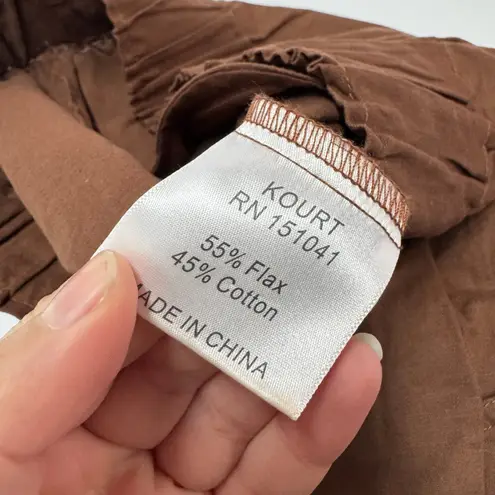 KOURT
RN 151041
55% Flax
45% Cotton
MADE IN CHINA